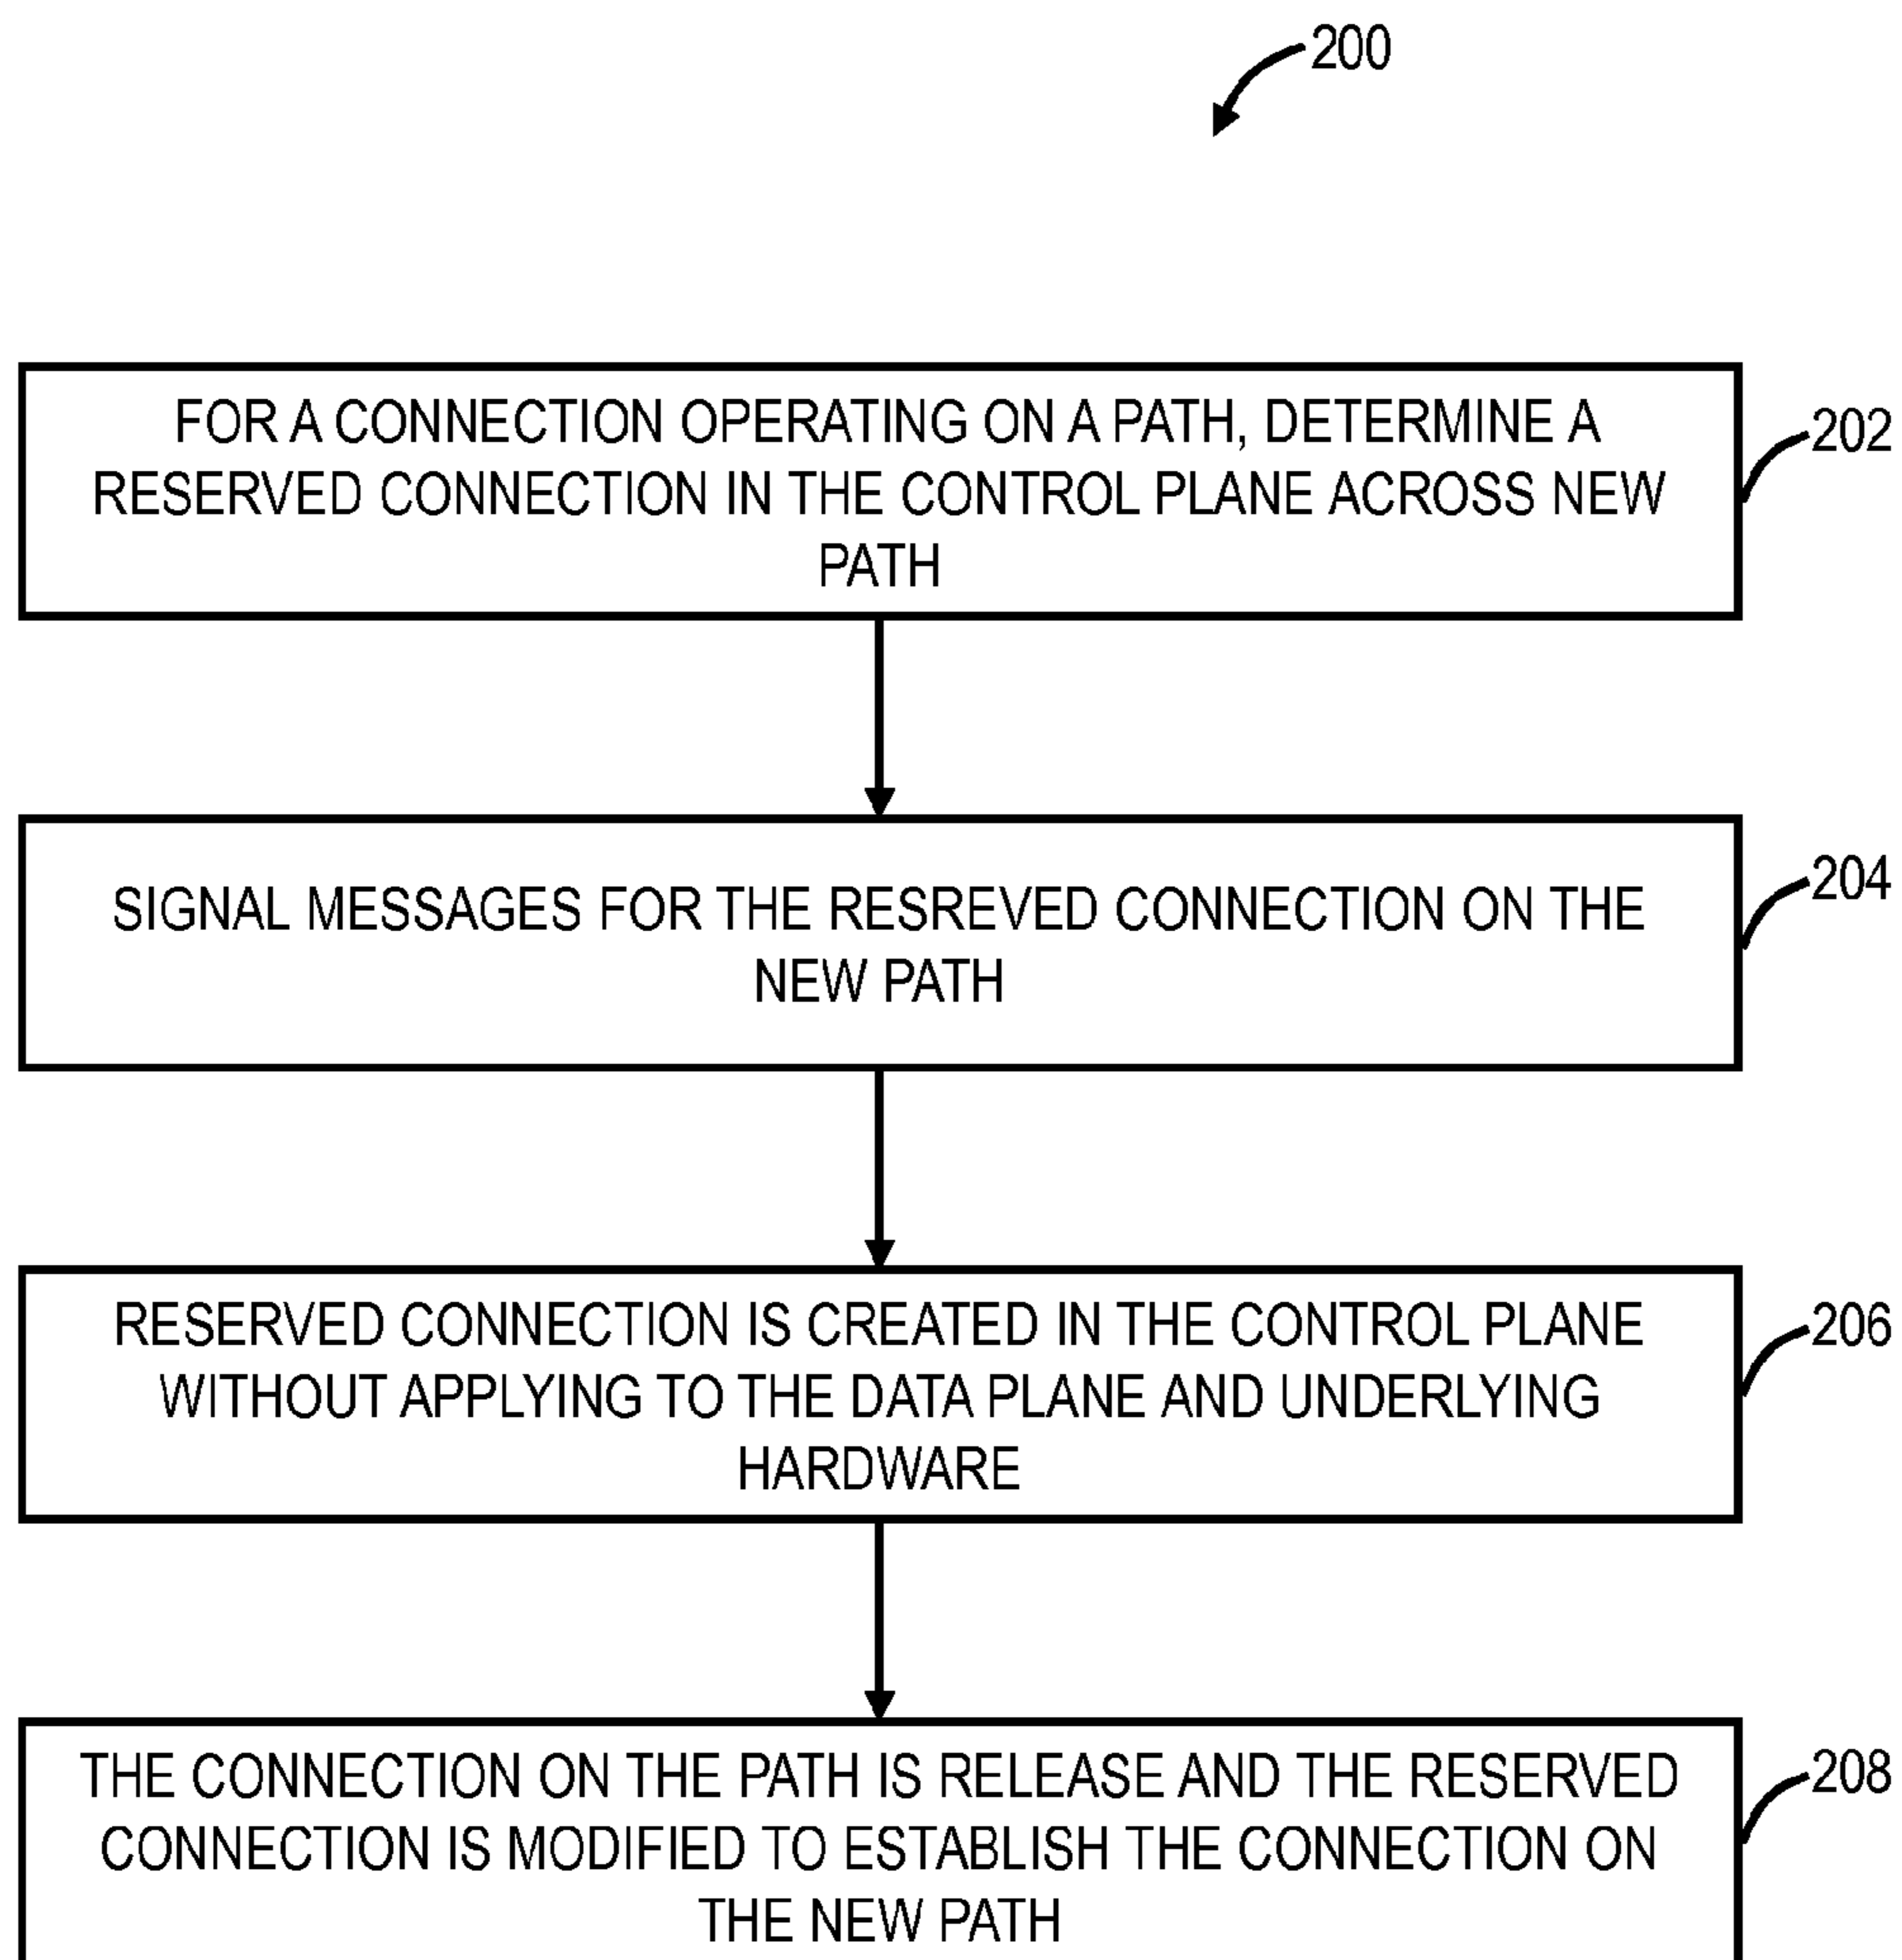 200
FOR A CONNECTION OPERATING ON A PATH, DETERMINE A
RESERVED CONNECTION IN THE CONTROL PLANE ACROSS NEW
PATH
202
SIGNAL MESSAGES FOR THE RESREVED CONNECTION ON THE
NEW PATH
204
RESERVED CONNECTION IS CREATED IN THE CONTROL PLANE
WITHOUT APPLYING TO THE DATA PLANE AND UNDERLYING
HARDWARE
206
THE CONNECTION ON THE PATH IS RELEASE AND THE RESERVED
CONNECTION IS MODIFIED TO ESTABLISH THE CONNECTION ON
THE NEW PATH
208